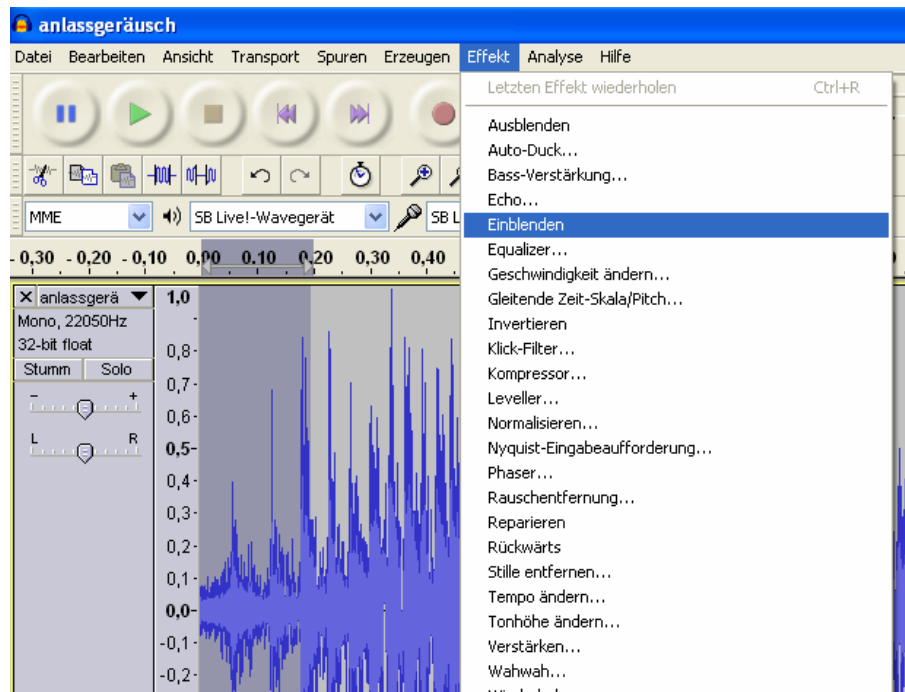 anlassgeräusch
Datei Bearbeiten Ansicht Transport Spuren Erzeugen Effekt Analyse Hilfe
Letzten Effekt wiederholen Ctrl+R
Ausblenden
Auto-Duck...
Bass-Verstärkung...
Echo...
Einblenden
Equalizer...
Geschwindigkeit ändern...
Gleitende Zeit-Skala/Pitch...
Invertieren
Klick-Filter...
Kompressor...
Leveller...
Normalisieren...
Nyquist-Eingabeaufforderung...
Phaser...
Rauschentfernung...
Reparieren
Rückwärts
Stille entfernen...
Tempo ändern...
Tonhöhe ändern...
Verstärken...
Wahwah...
MME SB Live!-Wavegerät SB L
- 0,30 - 0,20 - 0,10 0,00 0,10 0,20 0,30 0,40
anlassgerä
Mono, 22050Hz
32-bit float
Stumm Solo
- +
L R
1,0
0,8
0,7
0,6
0,5
0,4
0,3
0,2
0,1
0,0
-0,1
-0,2